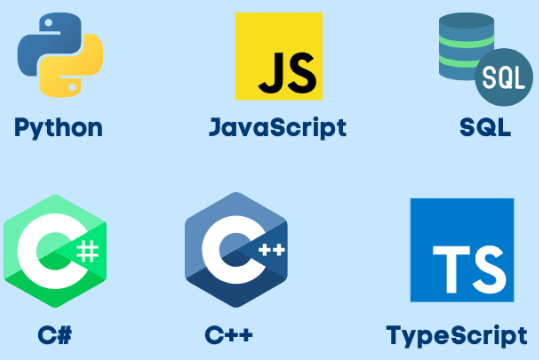 JS
SQL
Python JavaScript SQL
C# C++ TS
C# C++ TypeScript